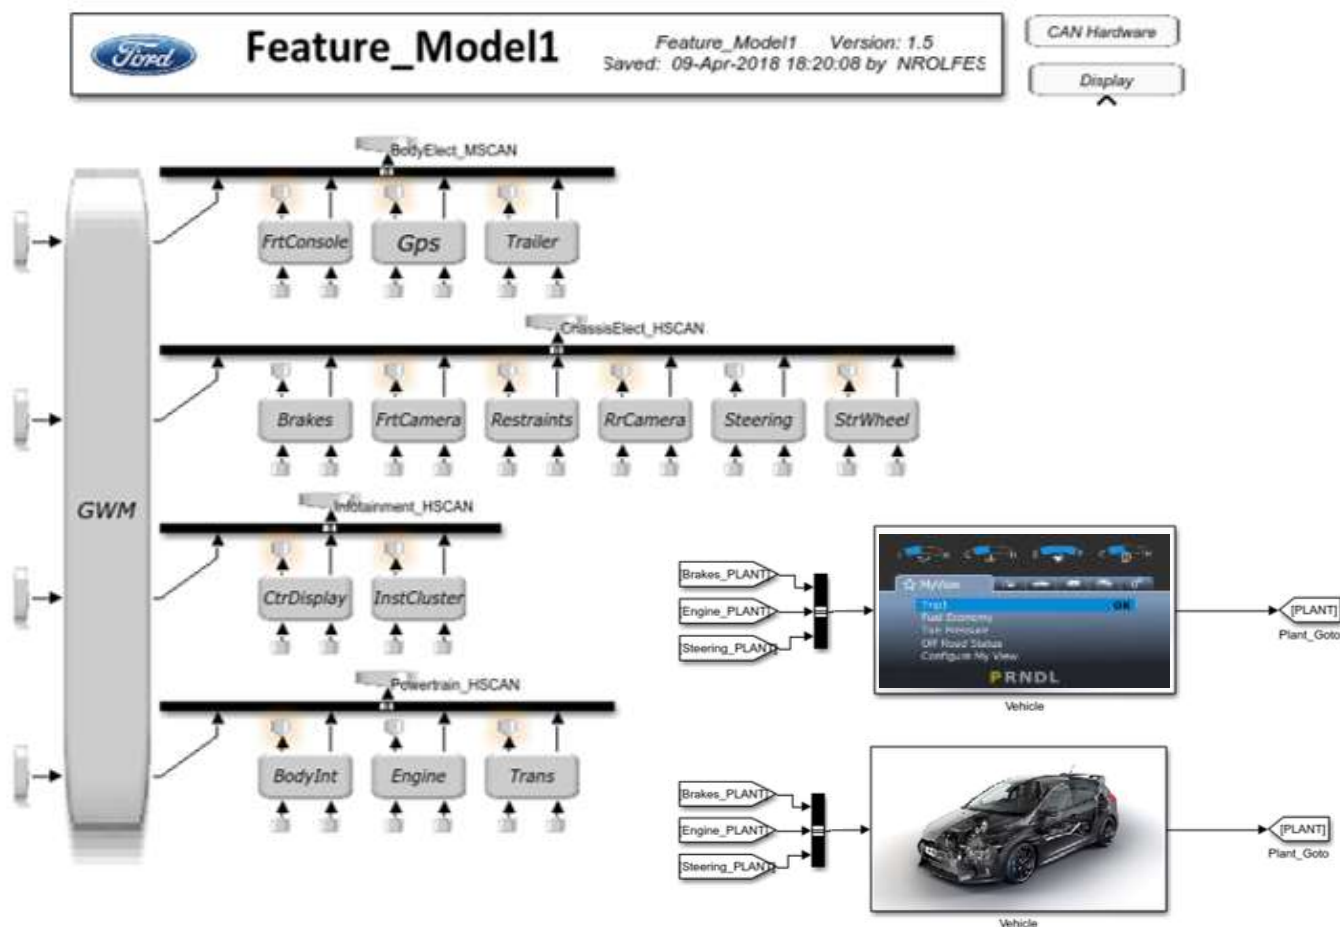 Ford
Feature_Model1
Feature_Model1 Version: 1.5
Saved: 09-Apr-2018 18:20:08 by NROLFES
CAN Hardware
Display
BodyElect_MSCAN
FrtConsole
Gps
Trailer
ChassisElect_HSCAN
Brakes
FrtCamera
Restraints
RrCamera
Steering
StrWheel
GWM
Infotainment_HSCAN
CtrDisplay
InstCluster
Powertrain_HSCAN
BodyInt
Engine
Trans
[Brakes_PLANT]
[Engine_PLANT]
[Steering_PLANT]
MyView
OK
Fuel Economy
Off Road Status
Configure My View
PRNDL
Vehicle
[PLANT]
Plant_Goto
[Brakes_PLANT]
[Engine_PLANT]
[Steering_PLANT]
Vehicle
[PLANT]
Plant_Goto